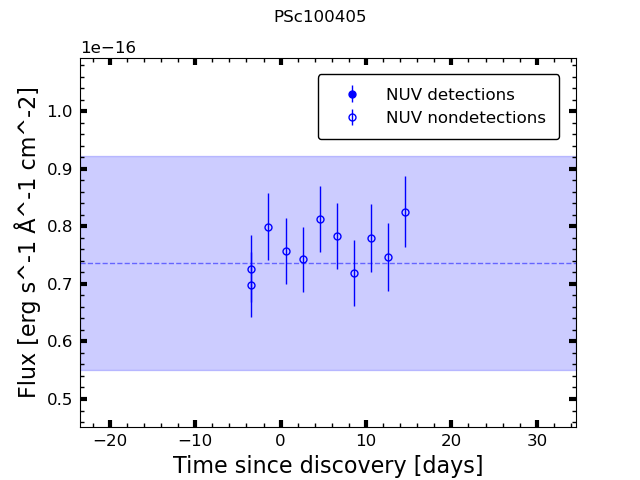 PSc100405
1e−16
NUV detections
NUV nondetections
1.0
0.9
0.8
0.7
0.6
0.5
Flux [erg s^-1 Å^-1 cm^-2]
−20
−10
0
10
20
30
Time since discovery [days]